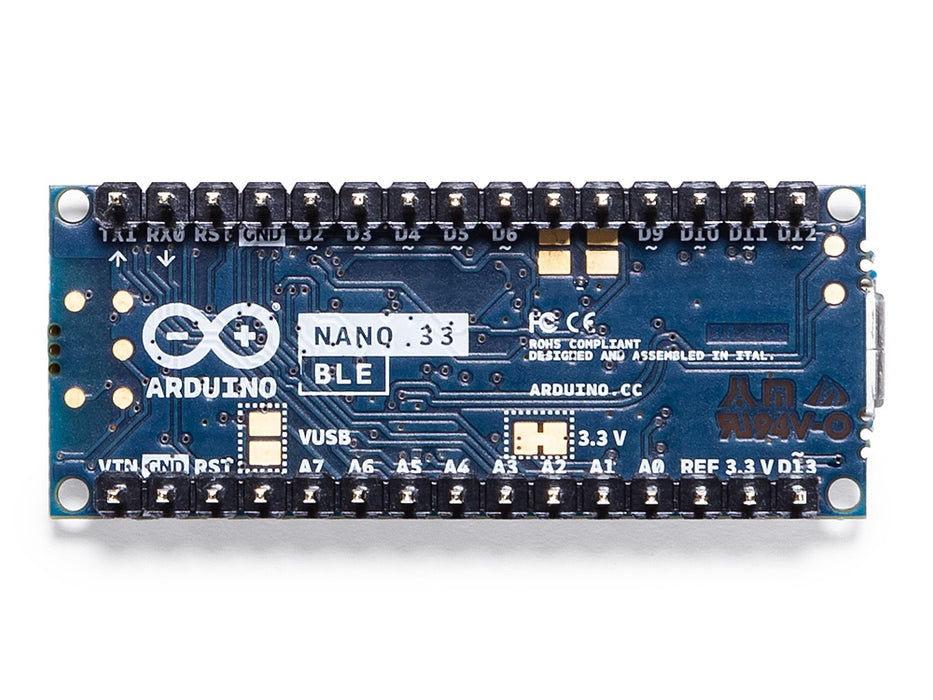 TX1 RX0 RST GND D2 D3 D4 D5 D6 D9 D10 D11 D12
NANO 33
BLE
ARDUINO
FC CE
ROHS COMPLIANT
DESIGNED AND ASSEMBLED IN ITALY
ARDUINO.CC
94V-0
VUSB
3.3 V
VIN GND RST A7 A6 A5 A4 A3 A2 A1 A0 REF 3.3 V D13